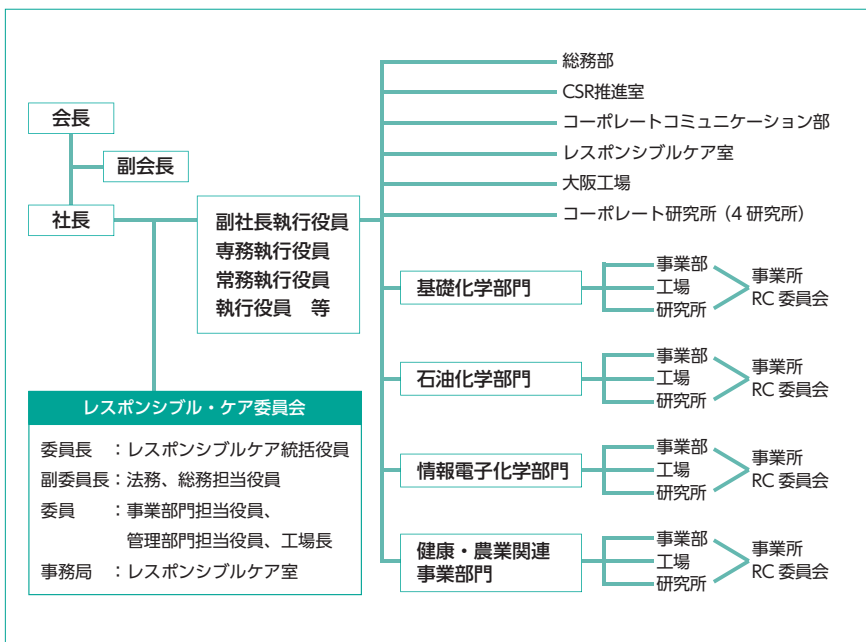 会長
副会長
社長
副社長執行役員
専務執行役員
常務執行役員
執行役員 等
総務部
CSR推進室
コーポレートコミュニケーション部
レスポンシブルケア室
大阪工場
コーポレート研究所（4 研究所）
基礎化学部門
事業部
工場
研究所
事業所
RC 委員会
石油化学部門
事業部
工場
研究所
事業所
RC 委員会
情報電子化学部門
事業部
工場
研究所
事業所
RC 委員会
健康・農業関連
事業部門
事業部
工場
研究所
事業所
RC 委員会
レスポンシブル・ケア委員会
委員長 ：レスポンシブルケア統括役員
副委員長：法務、総務担当役員
委員 ：事業部門担当役員、
管理部門担当役員、工場長
事務局 ：レスポンシブルケア室